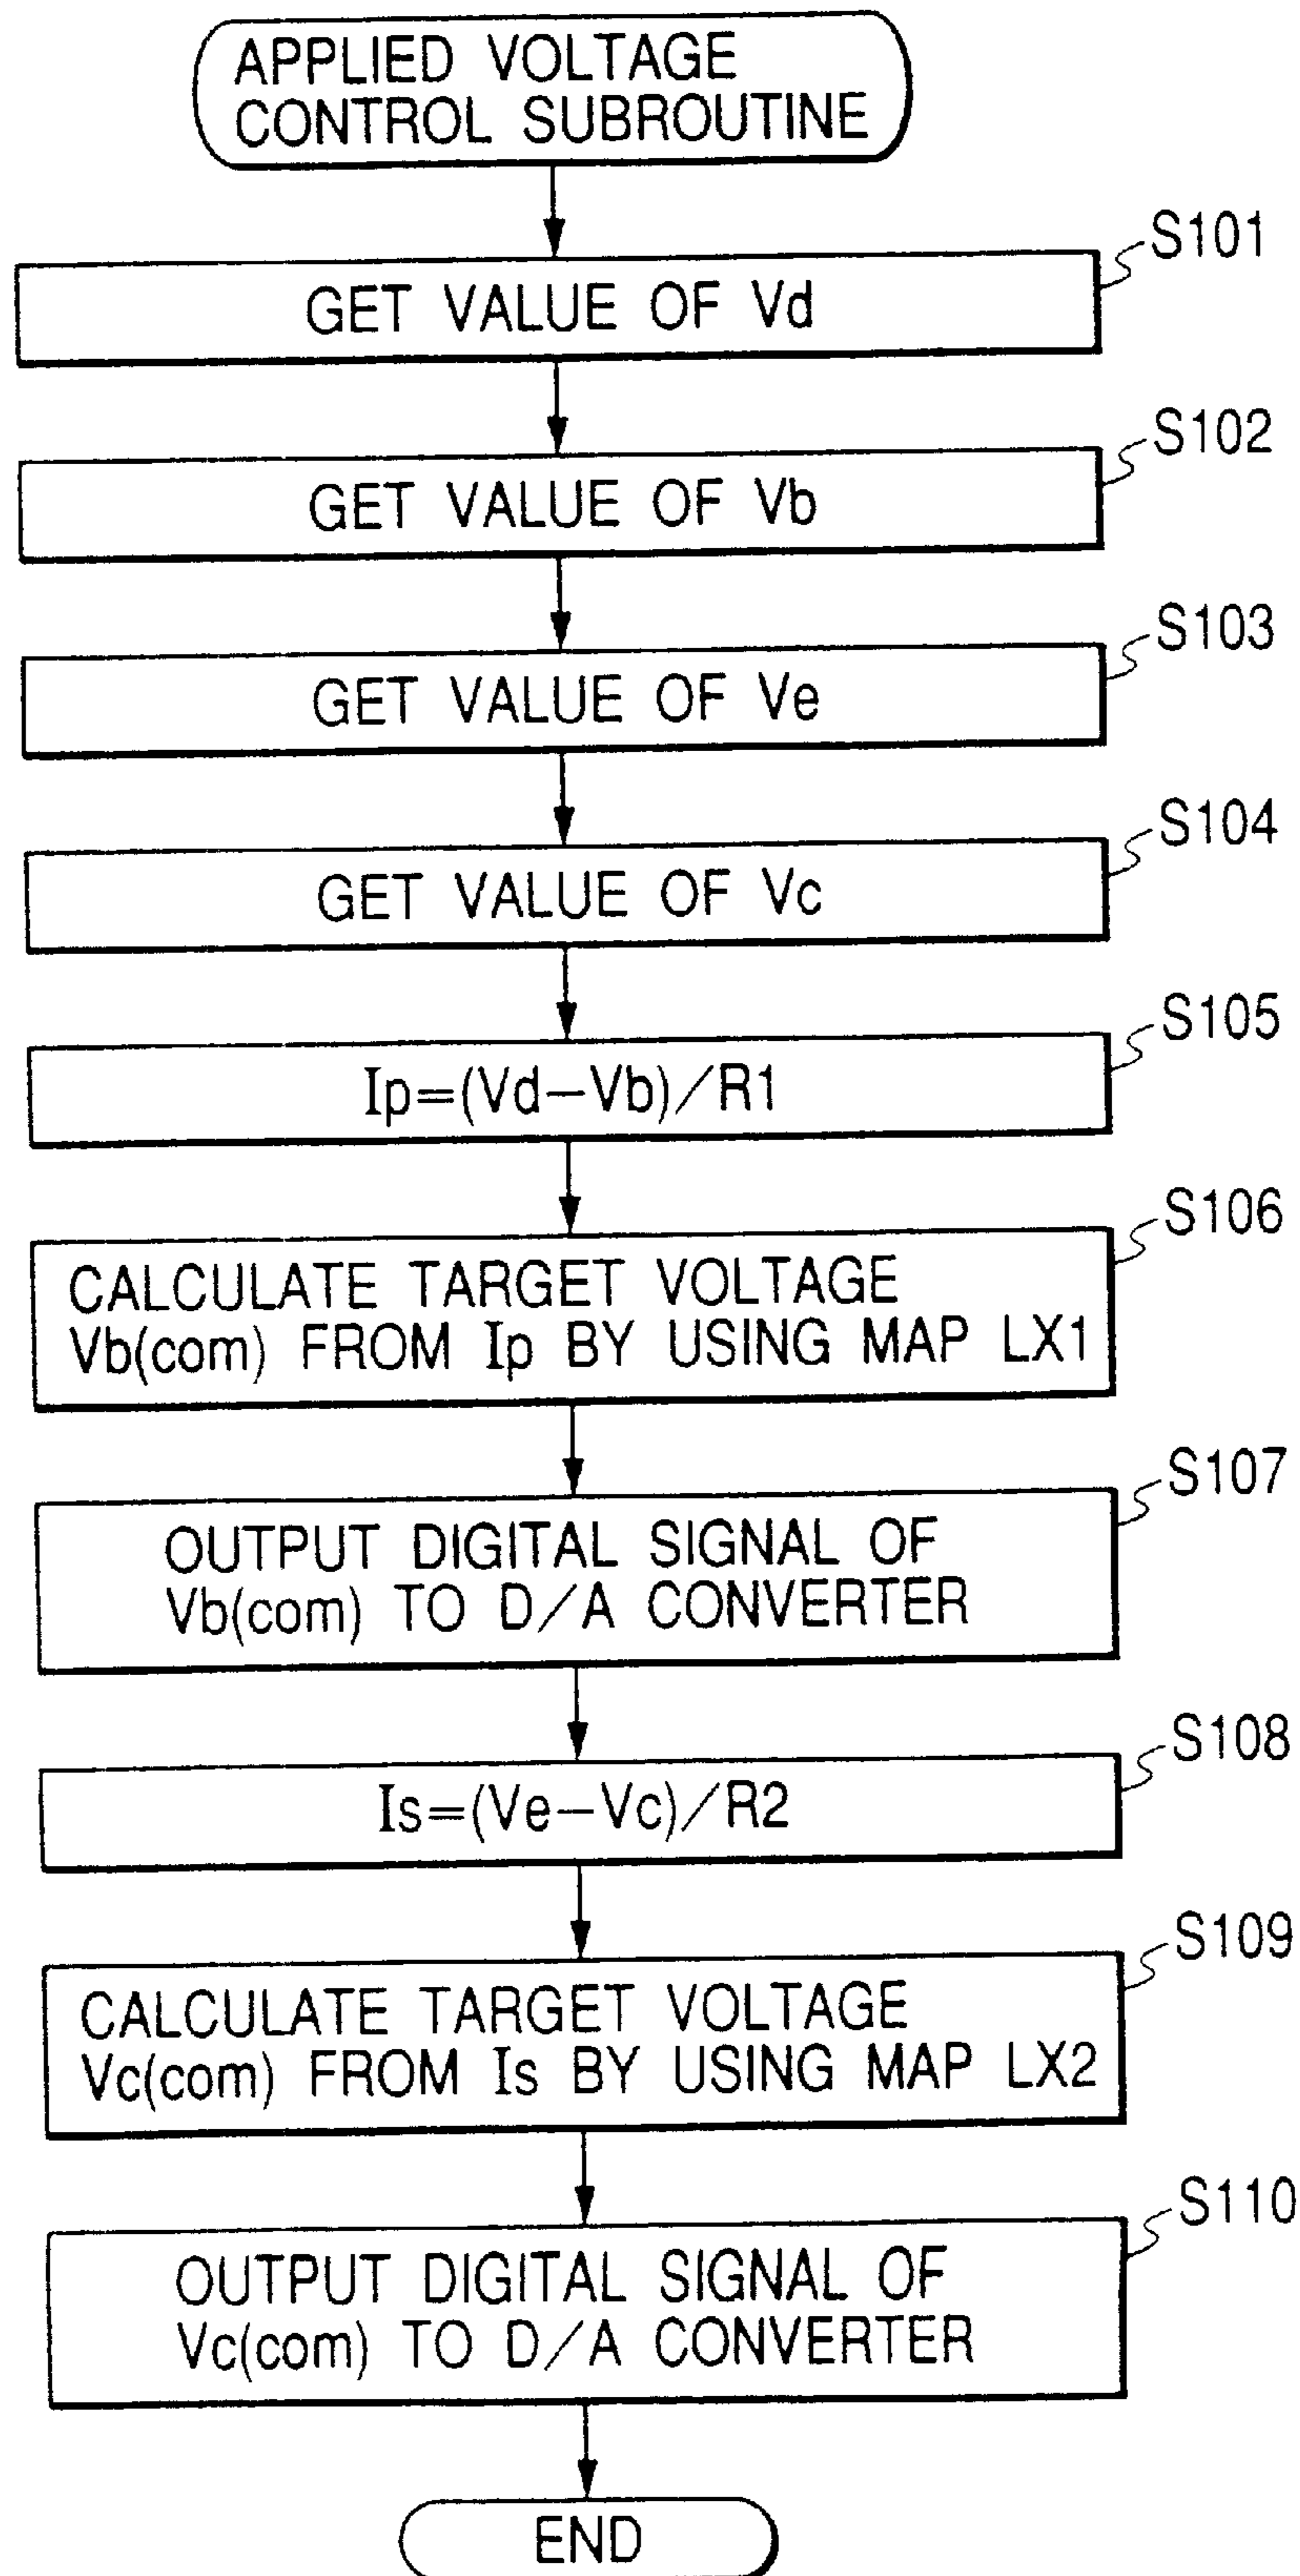 APPLIED VOLTAGE
CONTROL SUBROUTINE
S101
GET VALUE OF Vd
S102
GET VALUE OF Vb
S103
GET VALUE OF Ve
S104
GET VALUE OF Vc
S105
Ip=(Vd−Vb)/R1
S106
CALCULATE TARGET VOLTAGE
Vb(com) FROM Ip BY USING MAP LX1
S107
OUTPUT DIGITAL SIGNAL OF
Vb(com) TO D/A CONVERTER
S108
Is=(Ve−Vc)/R2
S109
CALCULATE TARGET VOLTAGE
Vc(com) FROM Is BY USING MAP LX2
S110
OUTPUT DIGITAL SIGNAL OF
Vc(com) TO D/A CONVERTER
END